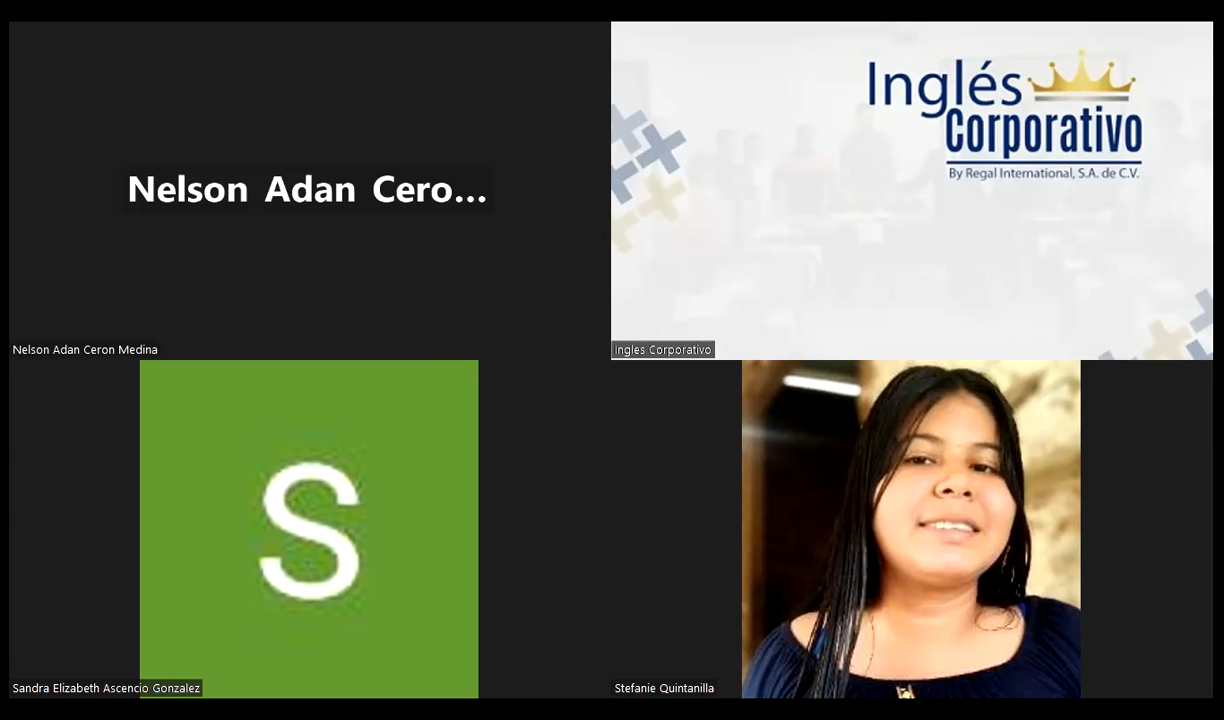 Nelson Adan Cero...
Nelson Adan Ceron Medina
Inglés
Corporativo
By Regal International, S.A. de C.V.
Ingles Corporativo
S
Sandra Elizabeth Ascencio Gonzalez
Stefanie Quintanilla